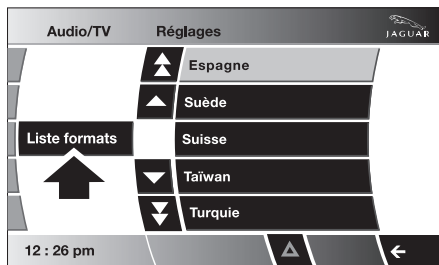 Audio/TV Réglages JAGUAR
Espagne
Suède
Liste formats Suisse
Taïwan
Turquie
12 : 26 pm